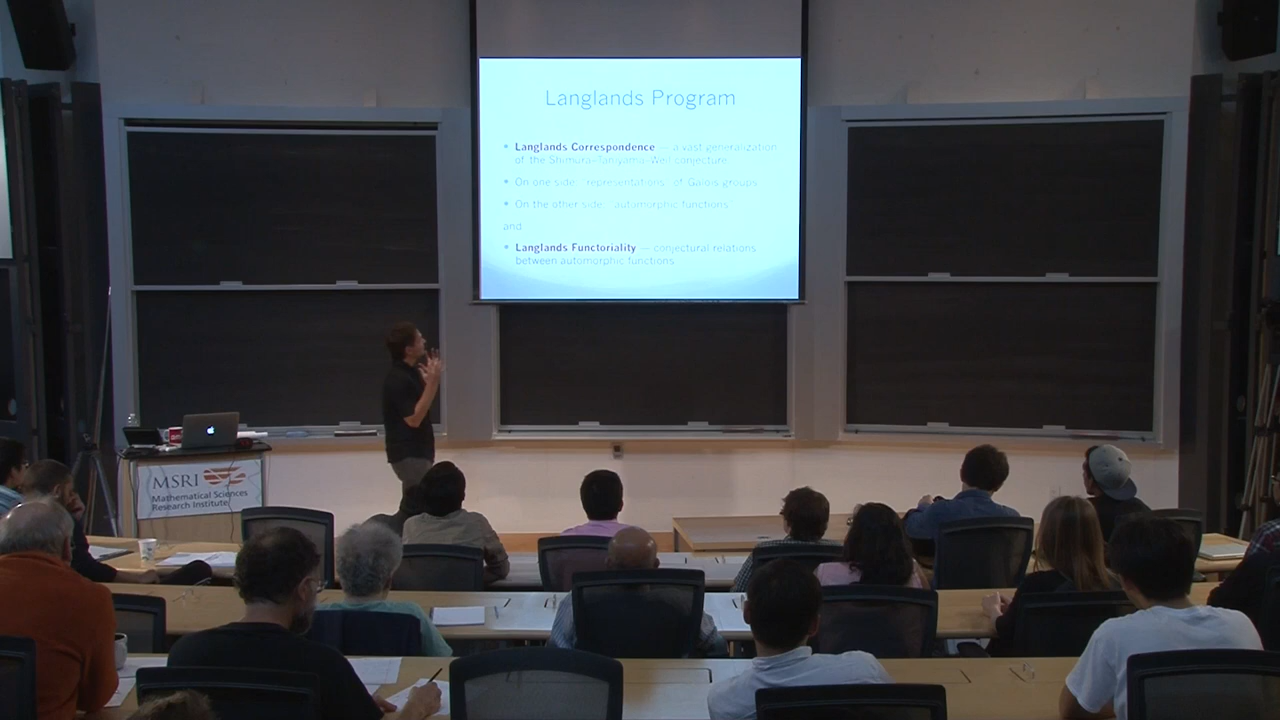 Langlands Program
• Langlands Correspondence — a vast generalization
of the Shimura–Taniyama–Weil conjecture
• On one side: "representations" of Galois groups
• On the other side: "automorphic functions"
and
• Langlands Functoriality — conjectural relations
between automorphic functions
MSRI
Mathematical Sciences
Research Institute